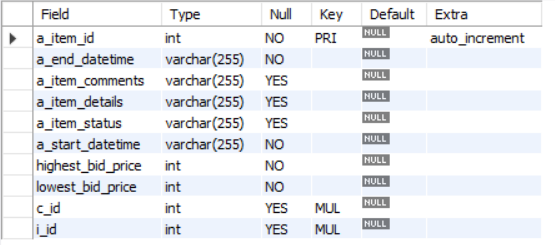 Field Type Null Key Default Extra
a_item_id int NO PRI NULL auto_increment
a_end_datetime varchar(255) NO NULL
a_item_comments varchar(255) YES NULL
a_item_details varchar(255) YES NULL
a_item_status varchar(255) YES NULL
a_start_datetime varchar(255) NO NULL
highest_bid_price int NO NULL
lowest_bid_price int NO NULL
c_id int YES MUL NULL
i_id int YES MUL NULL